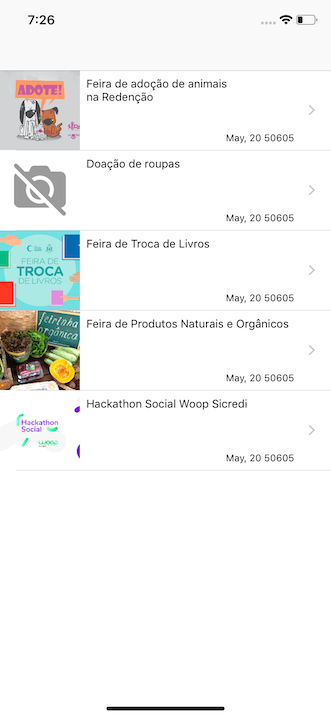 7:26
ADOTE!
Feira de adoção de animais
na Redenção
May, 20 50605
Doação de roupas
May, 20 50605
FEIRA DE
TROCA
DE LIVROS
Feira de Troca de Livros
May, 20 50605
feirinha
orgânica
Feira de Produtos Naturais e Orgânicos
May, 20 50605
Hackathon
Social
woop
Hackathon Social Woop Sicredi
May, 20 50605